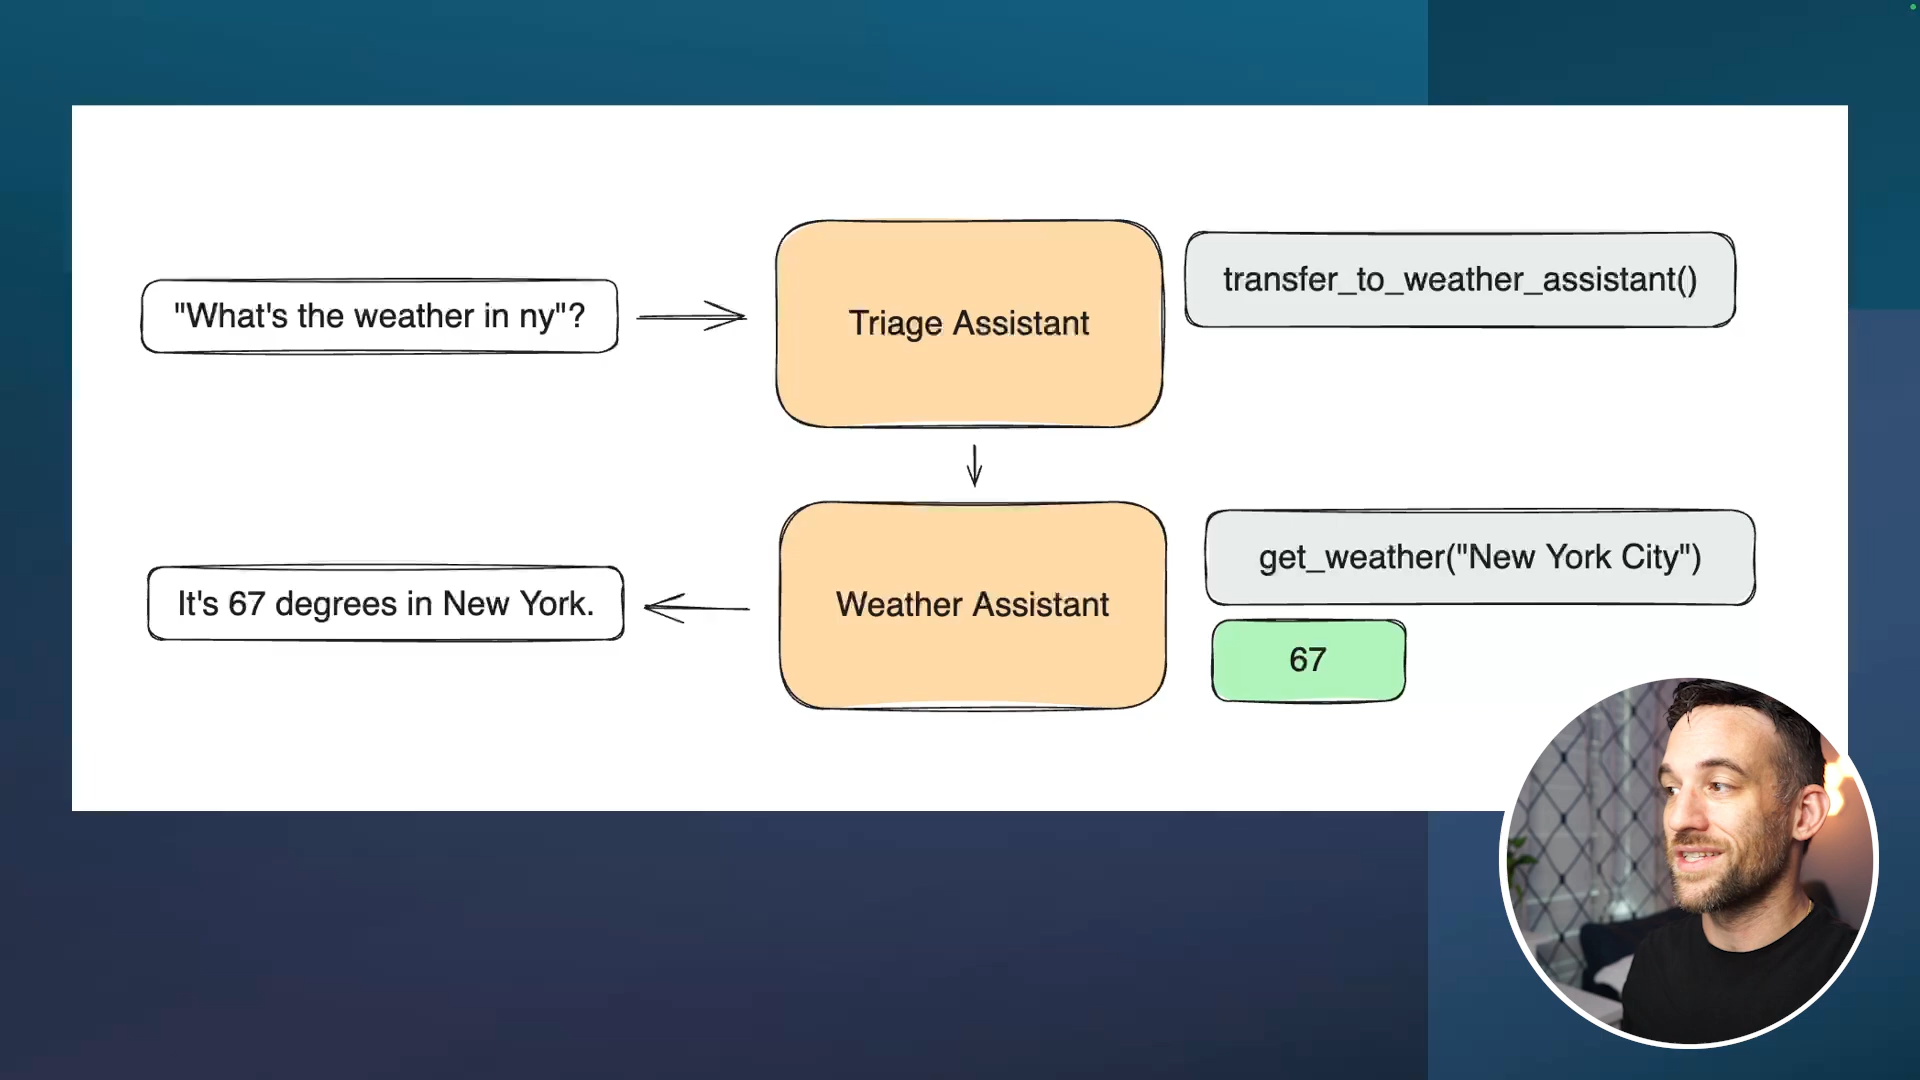 "What's the weather in ny"?
Triage Assistant
transfer_to_weather_assistant()
It's 67 degrees in New York.
Weather Assistant
get_weather("New York City")
67